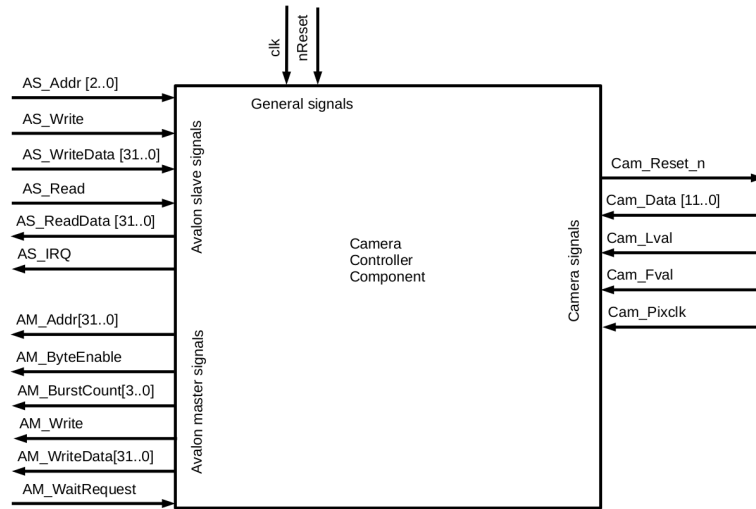 clk
nReset
General signals
AS_Addr [2..0]
AS_Write
AS_WriteData [31..0]
AS_Read
AS_ReadData [31..0]
AS_IRQ
Avalon slave signals
AM_Addr[31..0]
AM_ByteEnable
AM_BurstCount[3..0]
AM_Write
AM_WriteData[31..0]
AM_WaitRequest
Avalon master signals
Camera
Controller
Component
Camera signals
Cam_Reset_n
Cam_Data [11..0]
Cam_Lval
Cam_Fval
Cam_Pixclk